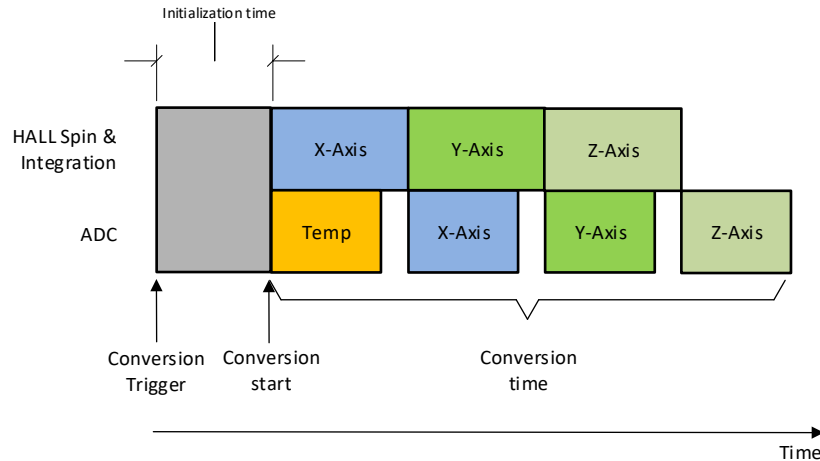 Initialization time
HALL Spin &
Integration
X-Axis
Y-Axis
Z-Axis
ADC
Temp
X-Axis
Y-Axis
Z-Axis
Conversion
Trigger
Conversion
start
Conversion
time
Time